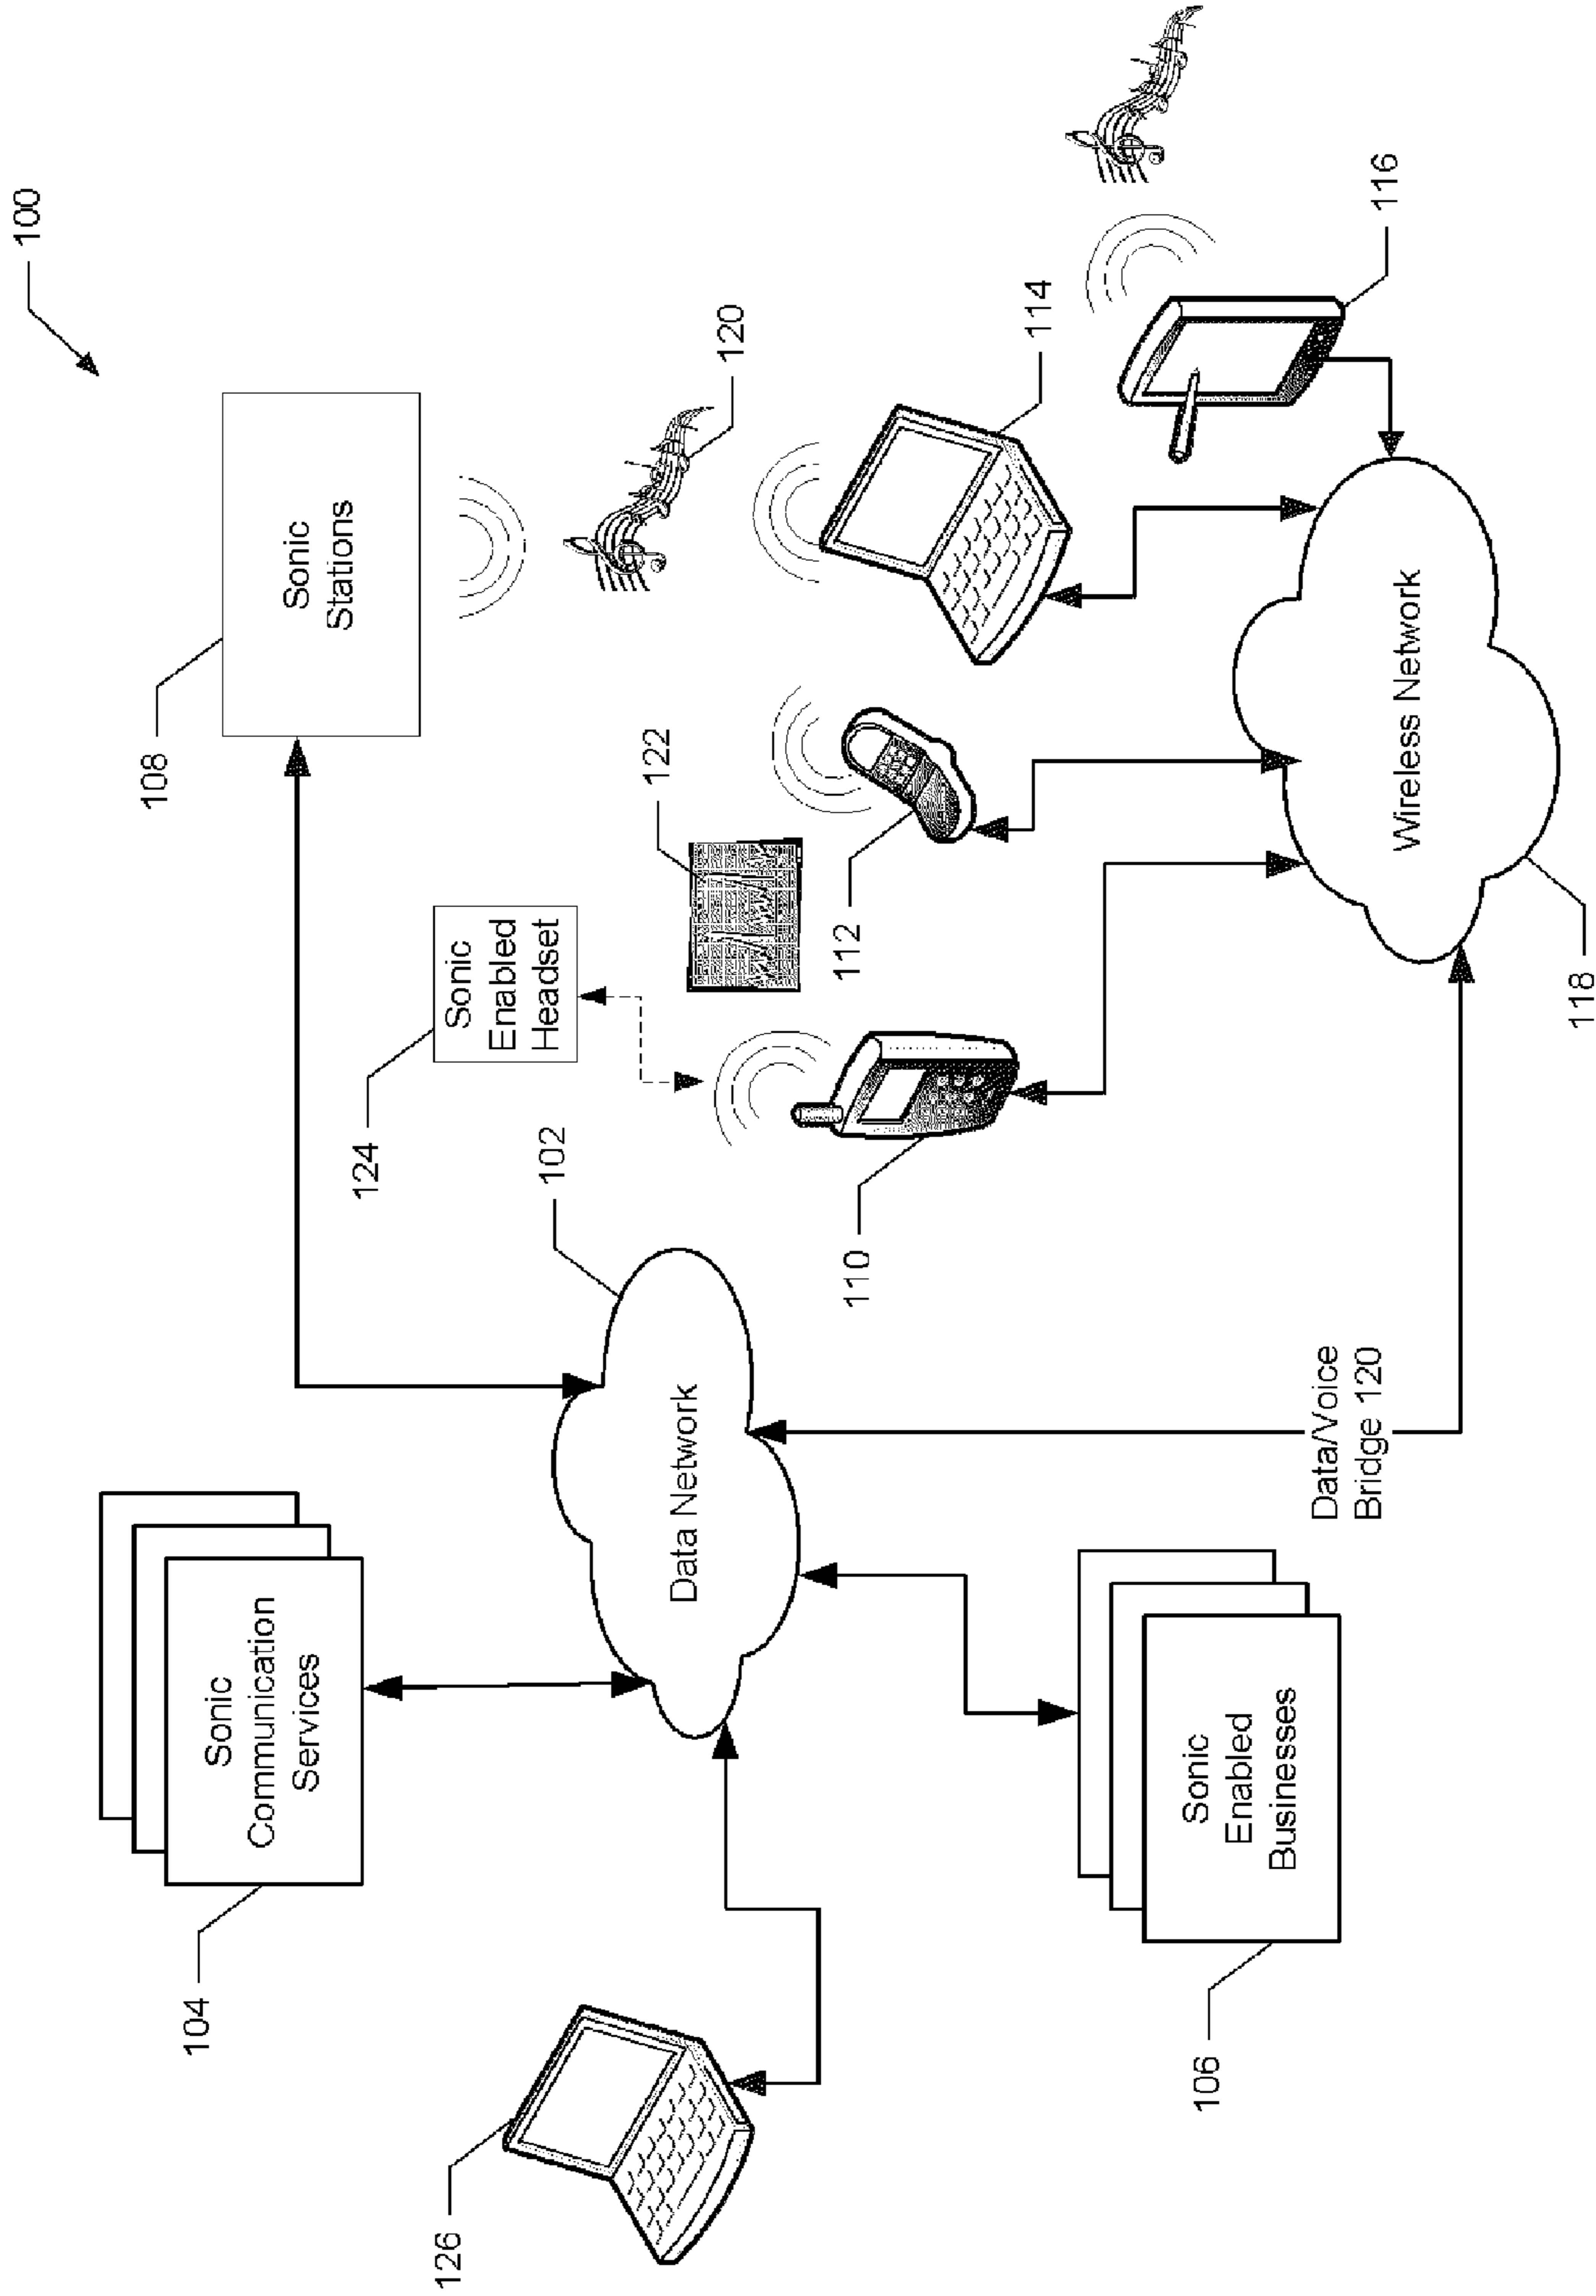 100
108
104
Sonic
Communication
Services
Sonic
Stations
124
126
Sonic
Enabled
Headset
102
122
Data Network
120
112
110
114
Sonic
Enabled
Businesses
106
Data/Voice
Bridge 120
116
Wireless Network
118